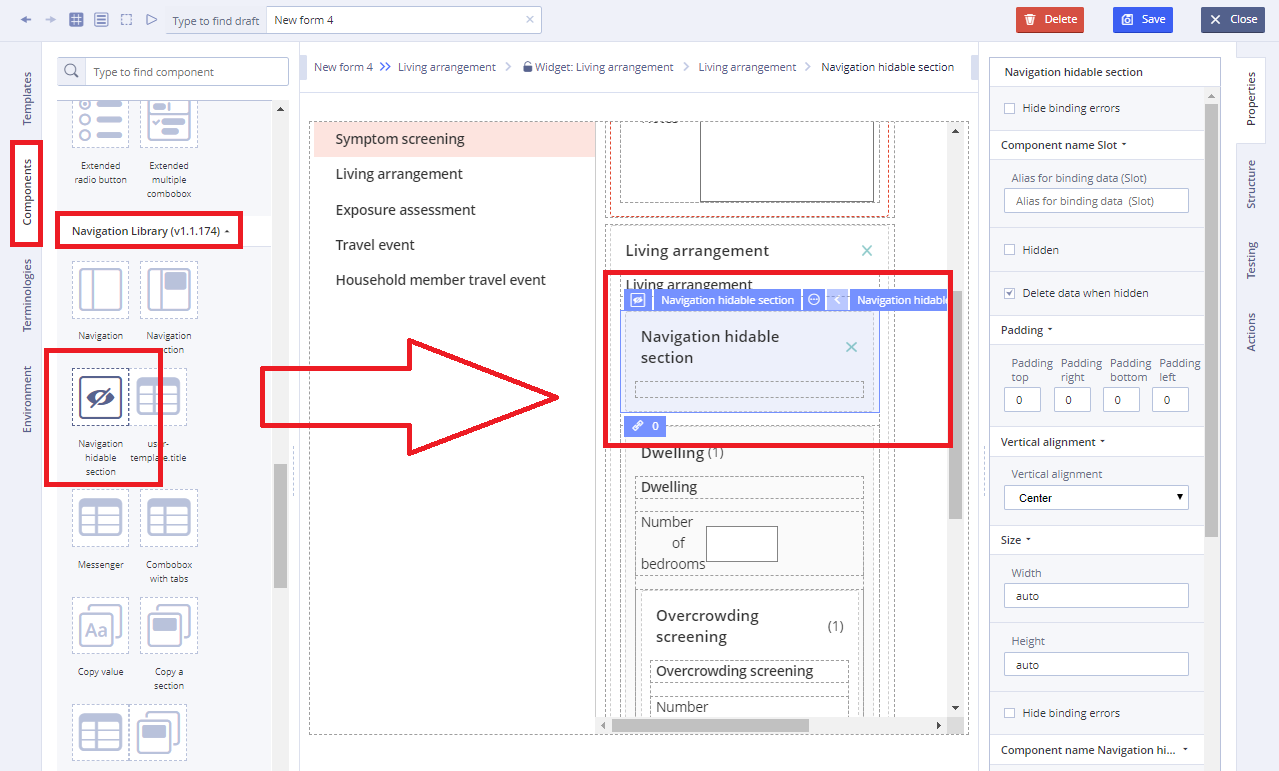 Type to find draft
New form 4
Delete
Save
Close
Templates
Components
Terminologies
Environment
Type to find component
Extended
radio button
Extended
multiple
combobox
Navigation Library (v1.1.174)
Navigation
Navigation
section
Navigation
hidable
section
user-
template.title
Messenger
Combobox
with tabs
Copy value
Copy a
section
New form 4
Living arrangement
Widget: Living arrangement
Living arrangement
Navigation hidable section
Symptom screening
Living arrangement
Exposure assessment
Travel event
Household member travel event
Notes
Living arrangement
Living arrangement
Navigation hidable section
Navigation hidable
Navigation hidable
section
0
Dwelling (1)
Dwelling
Number
of
bedrooms
Overcrowding
screening
(1)
Overcrowding screening
Number
Navigation hidable section
Hide binding errors
Component name Slot
Alias for binding data (Slot)
Alias for binding data (Slot)
Hidden
Delete data when hidden
Padding
Padding
top
Padding
right
Padding
bottom
Padding
left
0
0
0
0
Vertical alignment
Vertical alignment
Center
Size
Width
auto
Height
auto
Hide binding errors
Component name Navigation hi...
Properties
Structure
Testing
Actions